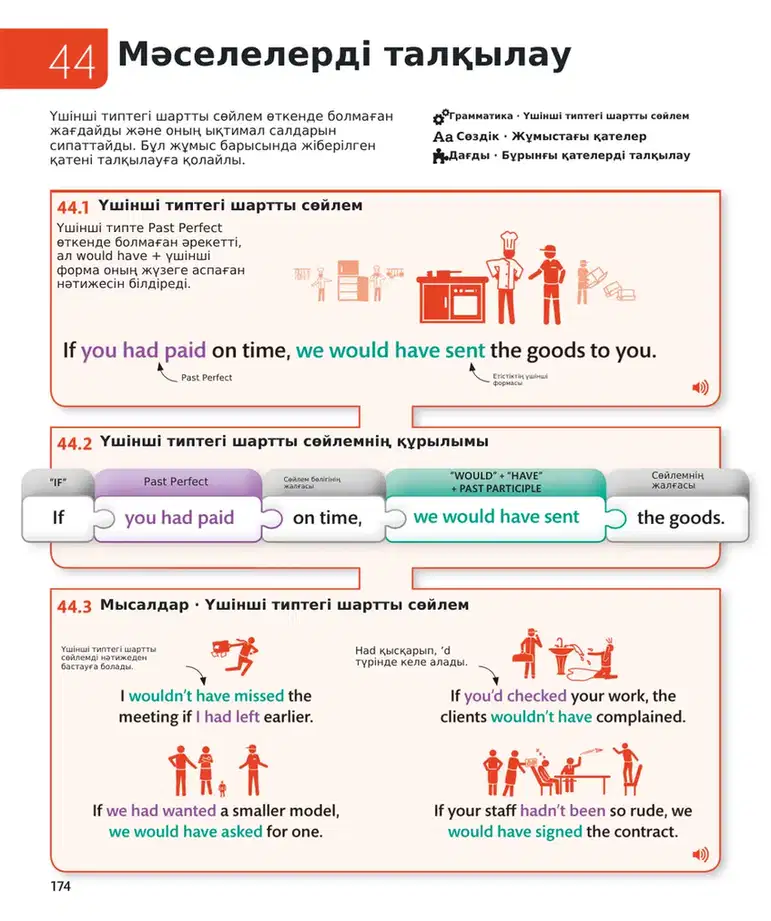 44 Мәселелерді талқылау
Үшінші типтегі шартты сөйлем өткенде болмаған
жағдайды және оның ықтимал салдарын
сипаттайды. Бұл жұмыс барысында жіберілген
қатені талқылауға қолайлы.
Грамматика · Үшінші типтегі шартты сөйлем
Aa Сөздік · Жұмыстағы қателер
Дағды · Бұрынғы қателерді талқылау
44.1 Үшінші типтегі шартты сөйлем
Үшінші типте Past Perfect
өткенде болмаған әрекетті,
ал would have + үшінші
форма оның жүзеге аспаған
нәтижесін білдіреді.
If you had paid on time, we would have sent the goods to you.
Past Perfect
Етістіктің үшінші
формасы
44.2 Үшінші типтегі шартты сөйлемнің құрылымы
"IF"
Past Perfect
Сөйлем бөлігінің
жалғасы
"WOULD" + "HAVE"
+ PAST PARTICIPLE
Сөйлемнің
жалғасы
If you had paid on time, we would have sent the goods.
44.3 Мысалдар · Үшінші типтегі шартты сөйлем
Үшінші типтегі шартты
сөйлемді нәтижеден
бастауға болады.
I wouldn't have missed the
meeting if I had left earlier.
Had қысқарып, 'd
түрінде келе алады.
If you'd checked your work, the
clients wouldn't have complained.
If we had wanted a smaller model,
we would have asked for one.
If your staff hadn't been so rude, we
would have signed the contract.
174